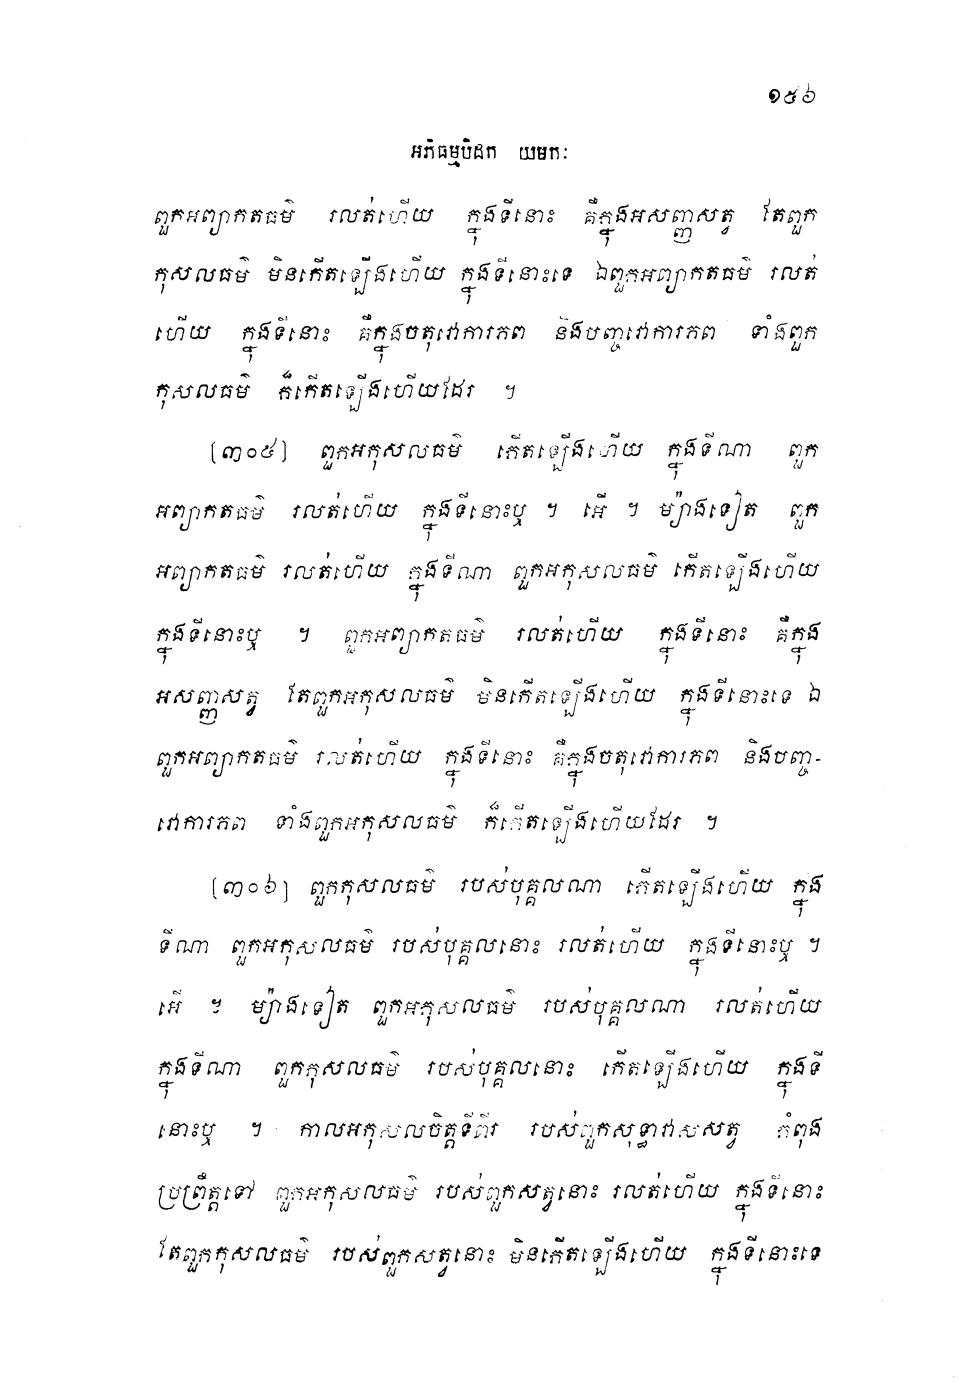 ១៥៦
អភិធម្មបិដក យមកៈ
ពួកអព្យាកតធម៌ រលត់ហើយ ក្នុងទីនោះ គឺក្នុងអសញ្ញសត្វ តែពួក
កុសលធម៌ មិនកើតឡើងហើយ ក្នុងទីនោះទេ ឯពួកអព្យាកតធម៌ រលត់
ហើយ ក្នុងទីនោះ គឺក្នុងចតុវោការភព និងបញ្ចវោការភព ទាំងពួក
កុសលធម៌ ក៏កើតឡើងហើយដែរ ។
(៣០៥) ពួកអកុសលធម៌ កើតឡើងហើយ ក្នុងទីណា ពួក
អព្យាកតធម៌ រលត់ហើយ ក្នុងទីនោះឬ ។ អើ ។ ម្យ៉ាងទៀត ពួក
អព្យាកតធម៌ រលត់ហើយ ក្នុងទីណា ពួកអកុសលធម៌ កើតឡើងហើយ
ក្នុងទីនោះឬ ។ ពួកអព្យាកតធម៌ រលត់ហើយ ក្នុងទីនោះ គឺក្នុង
អសញ្ញសត្វ តែពួកអកុសលធម៌ មិនកើតឡើងហើយ ក្នុងទីនោះទេ ឯ
ពួកអព្យាកតធម៌ រលត់ហើយ ក្នុងទីនោះ គឺក្នុងចតុវោការភព និងបញ្ច-
វោការភព ទាំងពួកអកុសលធម៌ ក៏កើតឡើងហើយដែរ ។
(៣០៦) ពួកកុសលធម៌ របស់បុគ្គលណា កើតឡើងហើយ ក្នុង
ទីណា ពួកអកុសលធម៌ របស់បុគ្គលនោះ រលត់ហើយ ក្នុងទីនោះឬ ។
អើ ។ ម្យ៉ាងទៀត ពួកអកុសលធម៌ របស់បុគ្គលណា រលត់ហើយ
ក្នុងទីណា ពួកកុសលធម៌ របស់បុគ្គលនោះ កើតឡើងហើយ ក្នុងទី
នោះឬ ។ កាលអកុសលចិត្តទីពីរ របស់ពួកសុទ្ធាវាសសត្វ កំពុង
ប្រព្រឹត្តទៅ ពួកអកុសលធម៌ របស់ពួកសត្វនោះ រលត់ហើយ ក្នុងទីនោះ
តែពួកកុសលធម៌ របស់ពួកសត្វនោះ មិនកើតឡើងហើយ ក្នុងទីនោះទេ